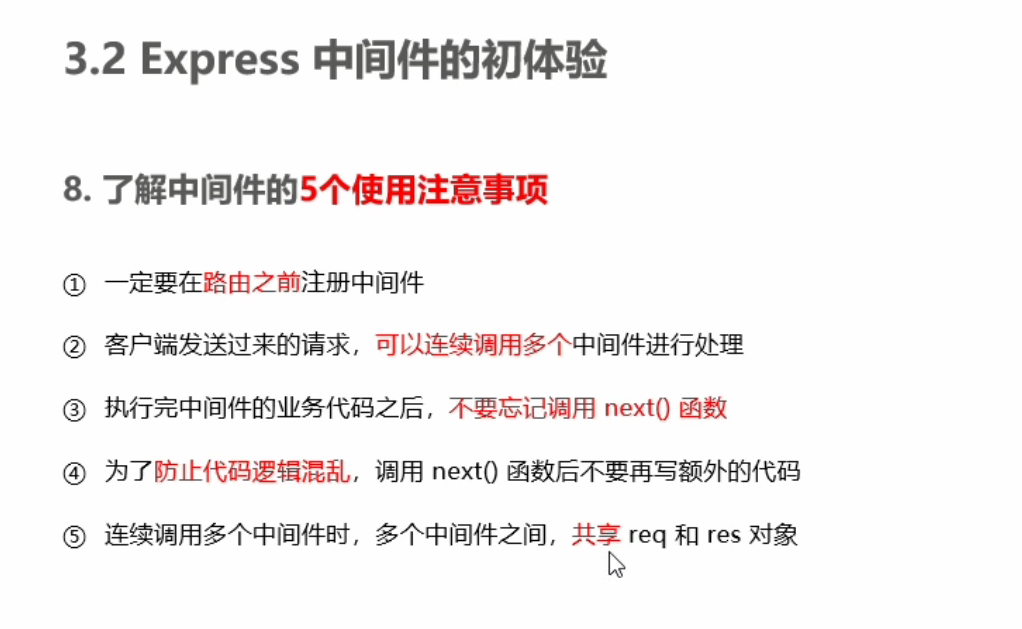 3.2 Express 中间件的初体验
8. 了解中间件的5个使用注意事项
① 一定要在路由之前注册中间件
② 客户端发送过来的请求，可以连续调用多个中间件进行处理
③ 执行完中间件的业务代码之后，不要忘记调用 next() 函数
④ 为了防止代码逻辑混乱，调用 next() 函数后不要再写额外的代码
⑤ 连续调用多个中间件时，多个中间件之间，共享 req 和 res 对象